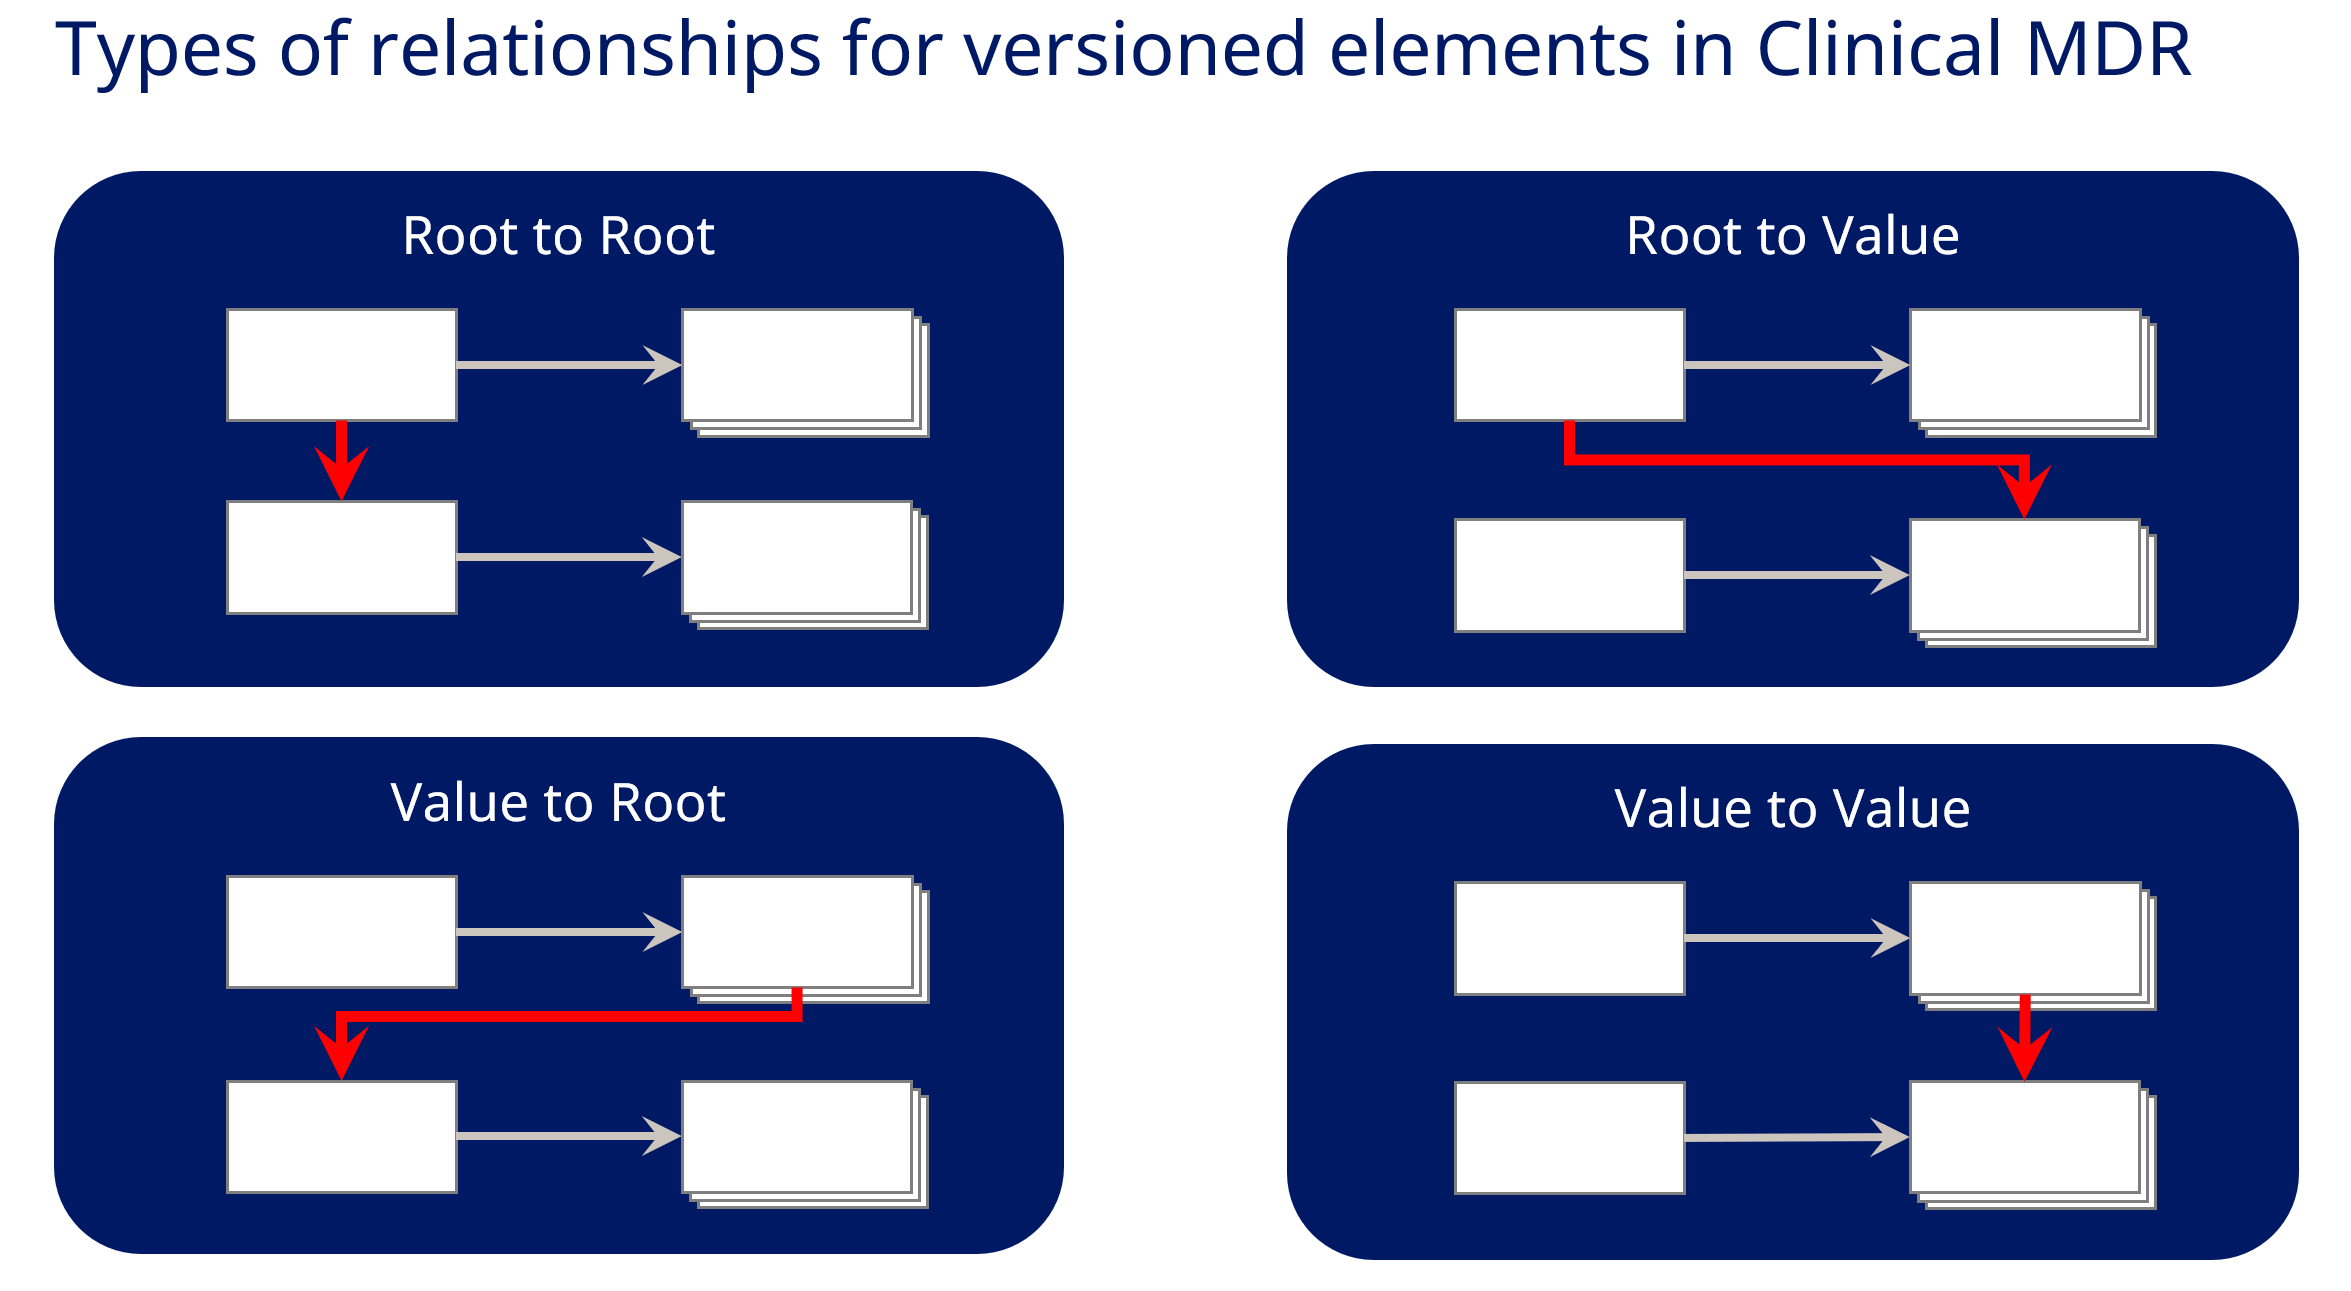 Types of relationships for versioned elements in Clinical MDR
Root to Root
Root to Value
Value to Root
Value to Value